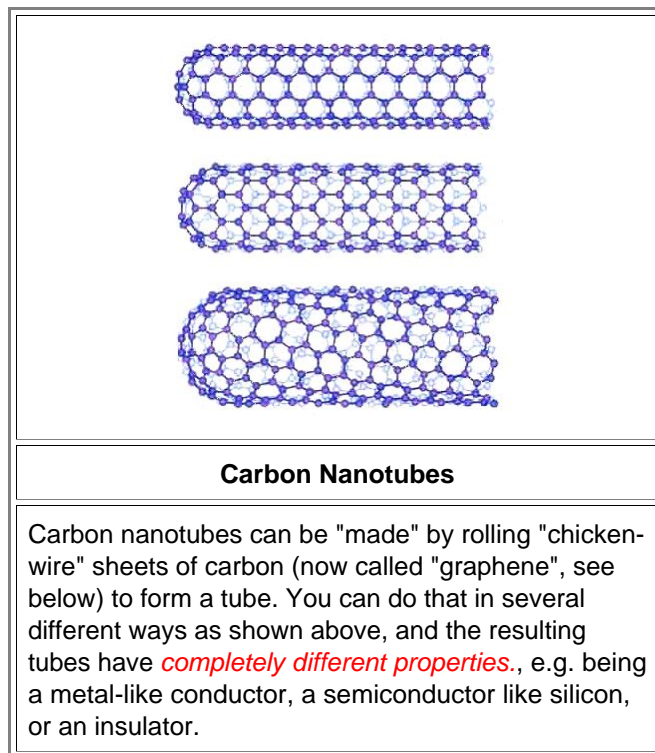 Carbon Nanotubes
Carbon nanotubes can be "made" by rolling "chicken-
wire" sheets of carbon (now called "graphene", see
below) to form a tube. You can do that in several
different ways as shown above, and the resulting
tubes have completely different properties., e.g. being
a metal-like conductor, a semiconductor like silicon,
or an insulator.